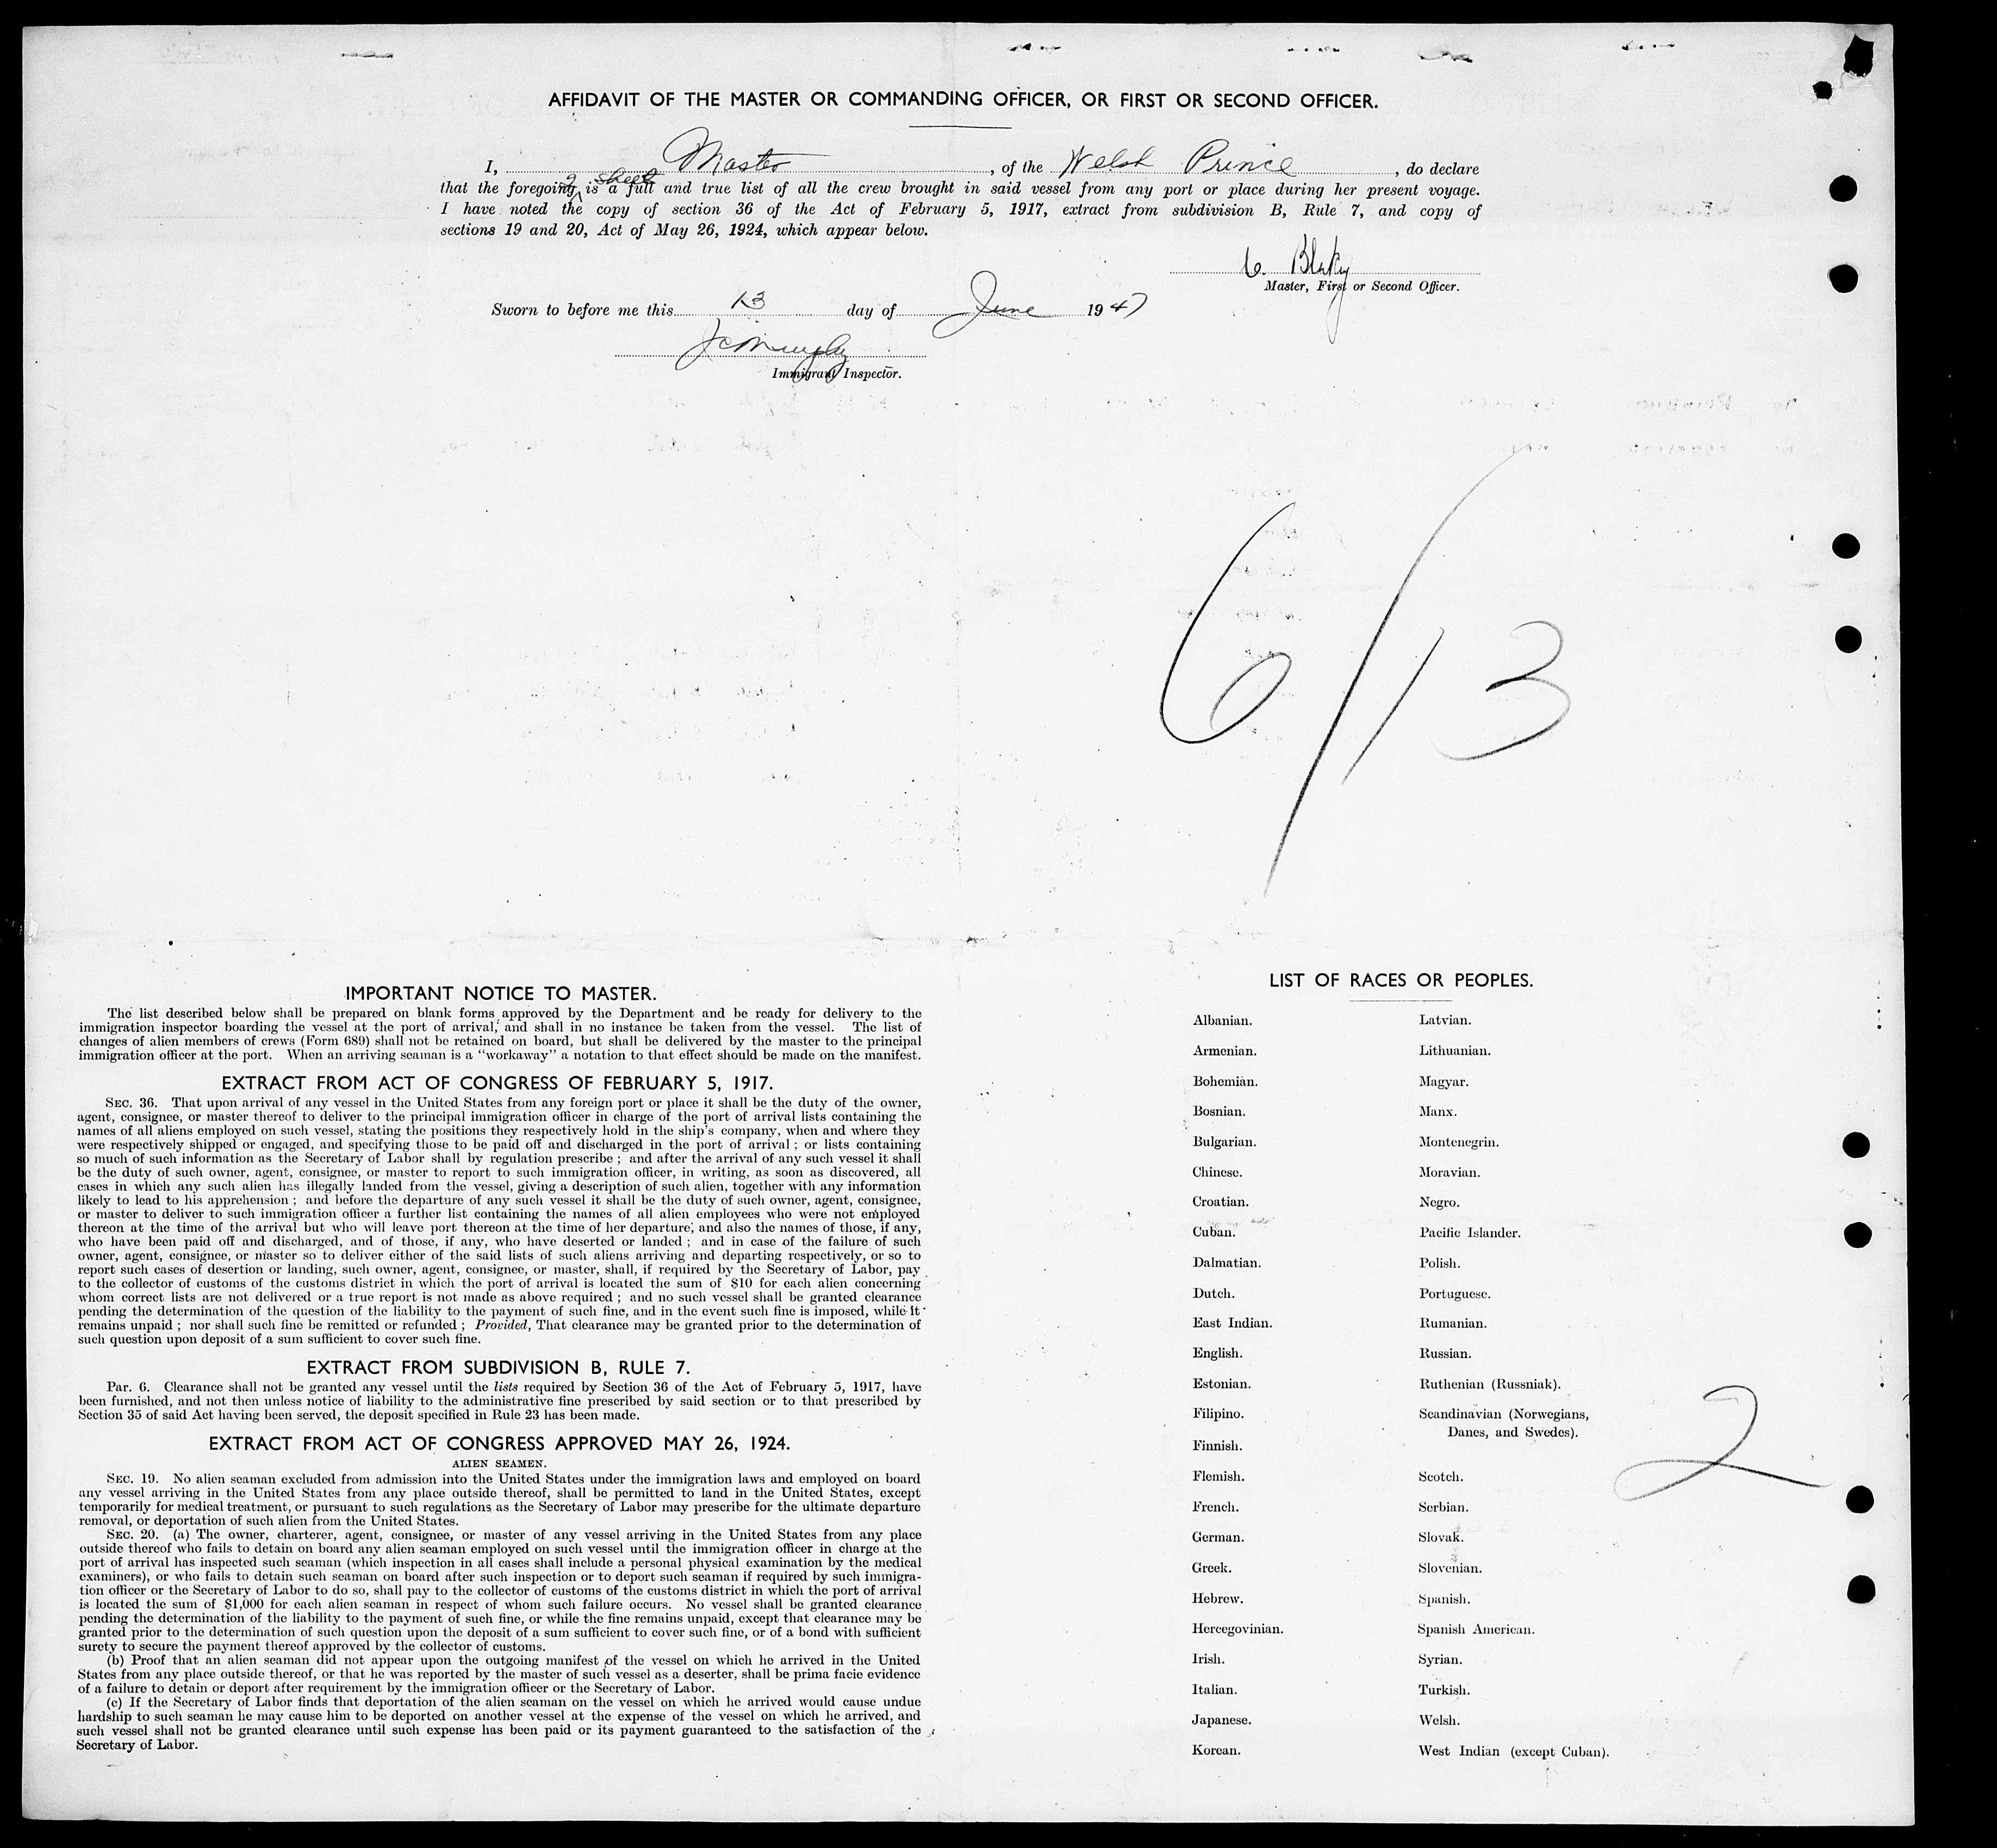 AFFIDAVIT OF THE MASTER OR COMMANDING OFFICER, OR FIRST OR SECOND OFFICER.
I, Master, of the Welsh Prince, do declare
2 sheets
that the foregoing is a full and true list of all the crew brought in said vessel from any port or place during her present voyage.
I have noted the copy of section 36 of the Act of February 5, 1917, extract from subdivision B, Rule 7, and copy of
sections 19 and 20, Act of May 26, 1924, which appear below.
Master, First or Second Officer.
Sworn to before me this 13 day of June 1947
Immigrant Inspector.
6/13
IMPORTANT NOTICE TO MASTER.
The list described below shall be prepared on blank forms approved by the Department and be ready for delivery to the
immigration inspector boarding the vessel at the port of arrival, and shall in no instance be taken from the vessel. The list of
changes of alien members of crews (Form 689) shall not be retained on board, but shall be delivered by the master to the principal
immigration officer at the port. When an arriving seaman is a "workaway" a notation to that effect should be made on the manifest.
EXTRACT FROM ACT OF CONGRESS OF FEBRUARY 5, 1917.
SEC. 36. That upon arrival of any vessel in the United States from any foreign port or place it shall be the duty of the owner,
agent, consignee, or master thereof to deliver to the principal immigration officer in charge of the port of arrival lists containing the
names of all aliens employed on such vessel, stating the positions they respectively hold in the ship's company, when and where they
were respectively shipped or engaged, and specifying those to be paid off and discharged in the port of arrival; or lists containing
so much of such information as the Secretary of Labor shall by regulation prescribe; and after the arrival of any such vessel it shall
be the duty of such owner, agent, consignee, or master to report to such immigration officer, in writing, as soon as discovered, all
cases in which any such alien has illegally landed from the vessel, giving a description of such alien, together with any information
likely to lead to his apprehension; and before the departure of any such vessel it shall be the duty of such owner, agent, consignee,
or master to deliver to such immigration officer a further list containing the names of all alien employees who were not employed
thereon at the time of the arrival but who will leave port thereon at the time of her departure, and also the names of those, if any,
who have been paid off and discharged, and of those, if any, who have deserted or landed; and in case of the failure of such
owner, agent, consignee, or master so to deliver either of the said lists of such aliens arriving and departing respectively, or so to
report such cases of desertion or landing, such owner, agent, consignee, or master, shall, if required by the Secretary of Labor, pay
to the collector of customs of the customs district in which the port of arrival is located the sum of $10 for each alien concerning
whom correct lists are not delivered or a true report is not made as above required; and no such vessel shall be granted clearance
pending the determination of the question of the liability to the payment of such fine, and in the event such fine is imposed, while it
remains unpaid; nor shall such fine be remitted or refunded; Provided, That clearance may be granted prior to the determination of
such question upon deposit of a sum sufficient to cover such fine.
EXTRACT FROM SUBDIVISION B, RULE 7.
Par. 6. Clearance shall not be granted any vessel until the lists required by Section 36 of the Act of February 5, 1917, have
been furnished, and not then unless notice of liability to the administrative fine prescribed by said section or to that prescribed by
Section 35 of said Act having been served, the deposit specified in Rule 23 has been made.
EXTRACT FROM ACT OF CONGRESS APPROVED MAY 26, 1924.
ALIEN SEAMEN.
SEC. 19. No alien seaman excluded from admission into the United States under the immigration laws and employed on board
any vessel arriving in the United States from any place outside thereof, shall be permitted to land in the United States, except
temporarily for medical treatment, or pursuant to such regulations as the Secretary of Labor may prescribe for the ultimate departure
removal, or deportation of such alien from the United States.
SEC. 20. (a) The owner, charterer, agent, consignee, or master of any vessel arriving in the United States from any place
outside thereof who fails to detain on board any alien seaman employed on such vessel until the immigration officer in charge at the
port of arrival has inspected such seaman (which inspection in all cases shall include a personal physical examination by the medical
examiners), or who fails to detain such seaman on board after such inspection or to deport such seaman if required by such immigra-
tion officer or the Secretary of Labor to do so, shall pay to the collector of customs of the customs district in which the port of arrival
is located the sum of $1,000 for each alien seaman in respect of whom such failure occurs. No vessel shall be granted clearance
pending the determination of the liability to the payment of such fine, or while the fine remains unpaid, except that clearance may be
granted prior to the determination of such question upon the deposit of a sum sufficient to cover such fine, or of a bond with sufficient
surety to secure the payment thereof approved by the collector of customs.
(b) Proof that an alien seaman did not appear upon the outgoing manifest of the vessel on which he arrived in the United
States from any place outside thereof, or that he was reported by the master of such vessel as a deserter, shall be prima facie evidence
of a failure to detain or deport after requirement by the immigration officer or the Secretary of Labor.
(c) If the Secretary of Labor finds that deportation of the alien seaman on the vessel on which he arrived would cause undue
hardship to such seaman he may cause him to be deported on another vessel at the expense of the vessel on which he arrived, and
such vessel shall not be granted clearance until such expense has been paid or its payment guaranteed to the satisfaction of the
Secretary of Labor.
LIST OF RACES OR PEOPLES.
Albanian.
Armenian.
Bohemian.
Bosnian.
Bulgarian.
Chinese.
Croatian.
Cuban.
Dalmatian.
Dutch.
East Indian.
English.
Estonian.
Filipino.
Finnish.
Flemish.
French.
German.
Greek.
Hebrew.
Hercegovinian.
Irish.
Italian.
Japanese.
Korean.
Latvian.
Lithuanian.
Magyar.
Manx.
Montenegrin.
Moravian.
Negro.
Pacific Islander.
Polish.
Portuguese.
Rumanian.
Russian.
Ruthenian (Russniak).
Scandinavian (Norwegians,
Danes, and Swedes).
Scotch.
Serbian.
Slovak.
Slovenian.
Spanish.
Spanish American.
Syrian.
Turkish.
Welsh.
West Indian (except Cuban).
2